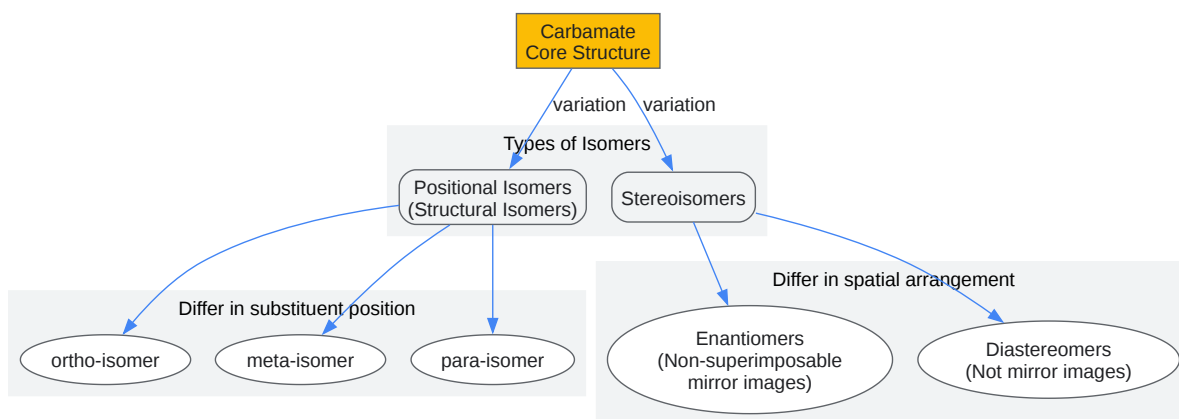 Carbamate
Core Structure
variation
variation
Types of Isomers
Positional Isomers
(Structural Isomers)
Stereoisomers
Differ in substituent position
ortho-isomer
meta-isomer
para-isomer
Differ in spatial arrangement
Enantiomers
(Non-superimposable
mirror images)
Diastereomers
(Not mirror images)